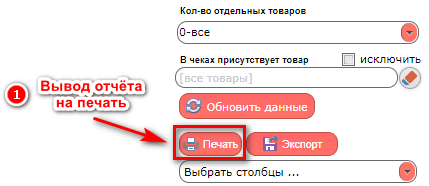 Кол-во отдельных товаров
0-все
В чеках присутствует товар
исключить
[все товары]
Обновить данные
1
Вывод отчёта
на печать
Печать
Экспорт
Выбрать столбцы ...